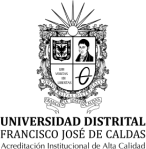 UNIVERSIDAD DISTRITAL
FRANCISCO JOSÉ DE CALDAS
Acreditación Institucional de Alta Calidad